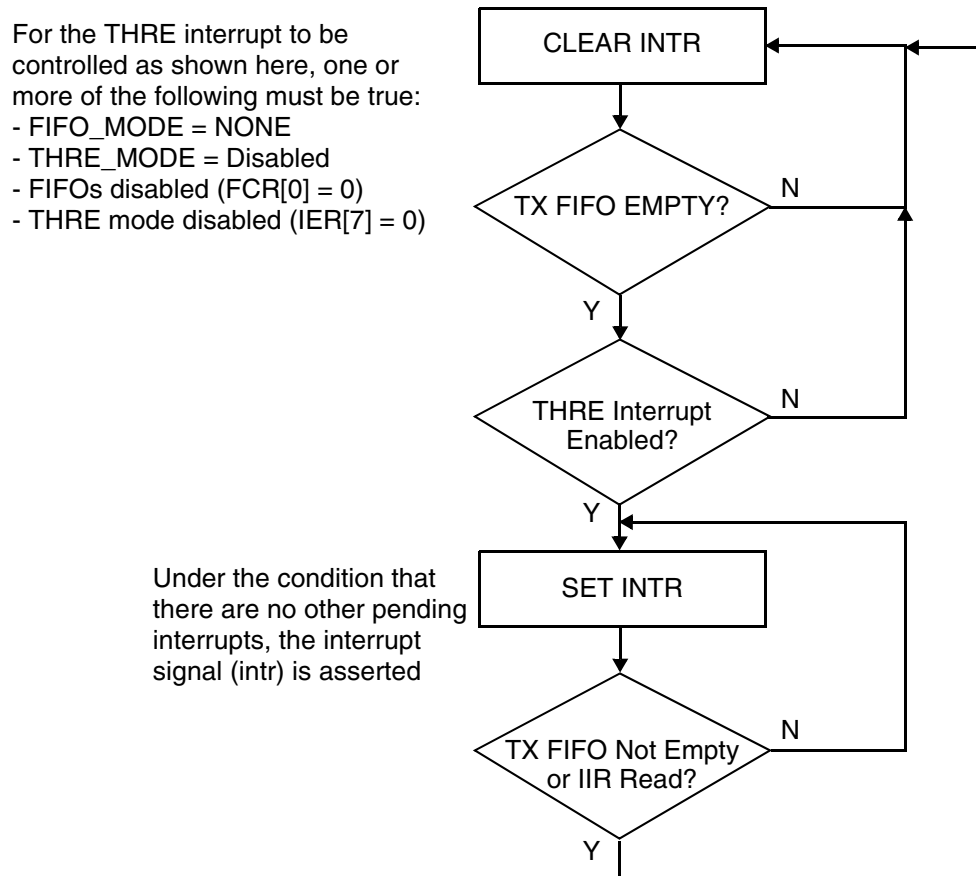 For the THRE interrupt to be
controlled as shown here, one or
more of the following must be true:
- FIFO_MODE = NONE
- THRE_MODE = Disabled
- FIFOs disabled (FCR[0] = 0)
- THRE mode disabled (IER[7] = 0)
CLEAR INTR
TX FIFO EMPTY?
N
Y
THRE Interrupt
Enabled?
N
Y
SET INTR
Under the condition that
there are no other pending
interrupts, the interrupt
signal (intr) is asserted
TX FIFO Not Empty
or IIR Read?
N
Y